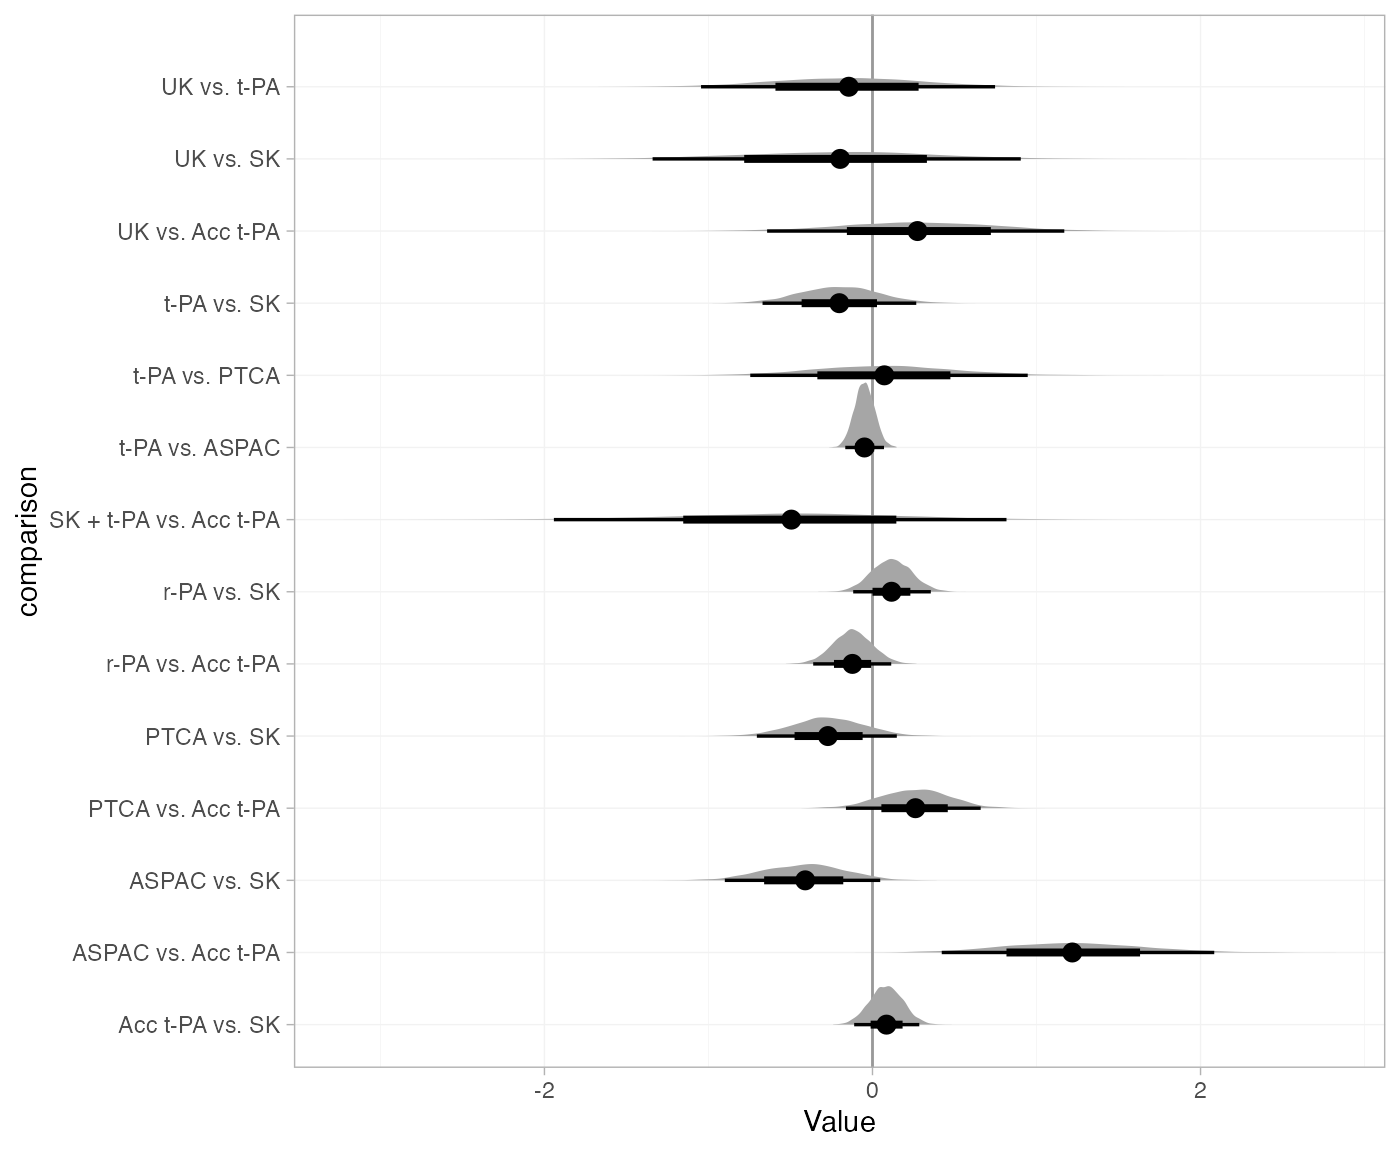 UK vs. t-PA
UK vs. SK
UK vs. Acc t-PA
t-PA vs. SK
t-PA vs. PTCA
t-PA vs. ASPAC
SK + t-PA vs. Acc t-PA
r-PA vs. SK
r-PA vs. Acc t-PA
PTCA vs. SK
PTCA vs. Acc t-PA
ASPAC vs. SK
ASPAC vs. Acc t-PA
Acc t-PA vs. SK
comparison
-2 0 2
Value